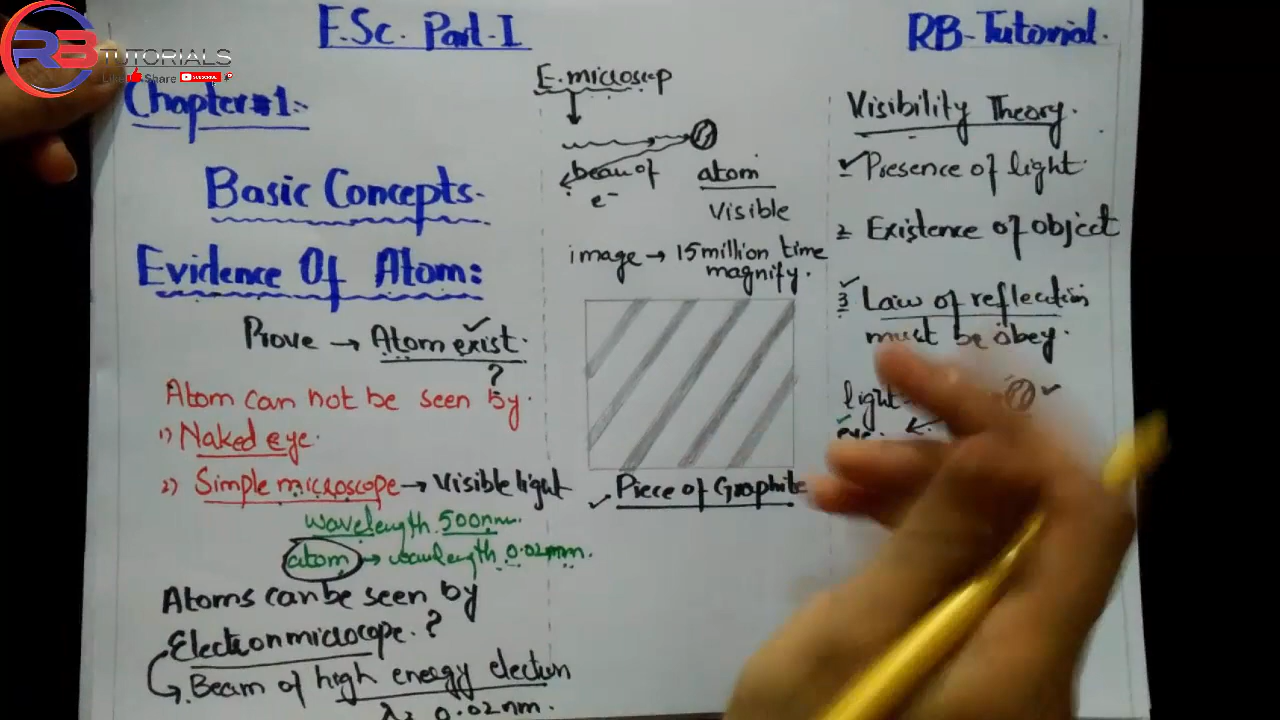 RB TUTORIALS
Like Share
F.Sc. Part-I
RB-Tutorial.
Chapter#1:-
Basic Concepts.
Evidence Of Atom:
Prove → Atom exist.
?
Atom can not be seen by.
1) Naked eye.
2) Simple microscope → visible light
wavelength 500nm.
atom → wavelength 0.02nm.
Atoms can be seen by
Electron microscope. ?
Beam of high energy electron
λ= 0.02nm.
E.microscop
beam of
e-
atom
visible
image → 15 million time
magnify.
Piece of Graphite
Visibility Theory.
1 Presence of light
2 Existence of object
3 Law of reflection
must be obey.
light
eye.